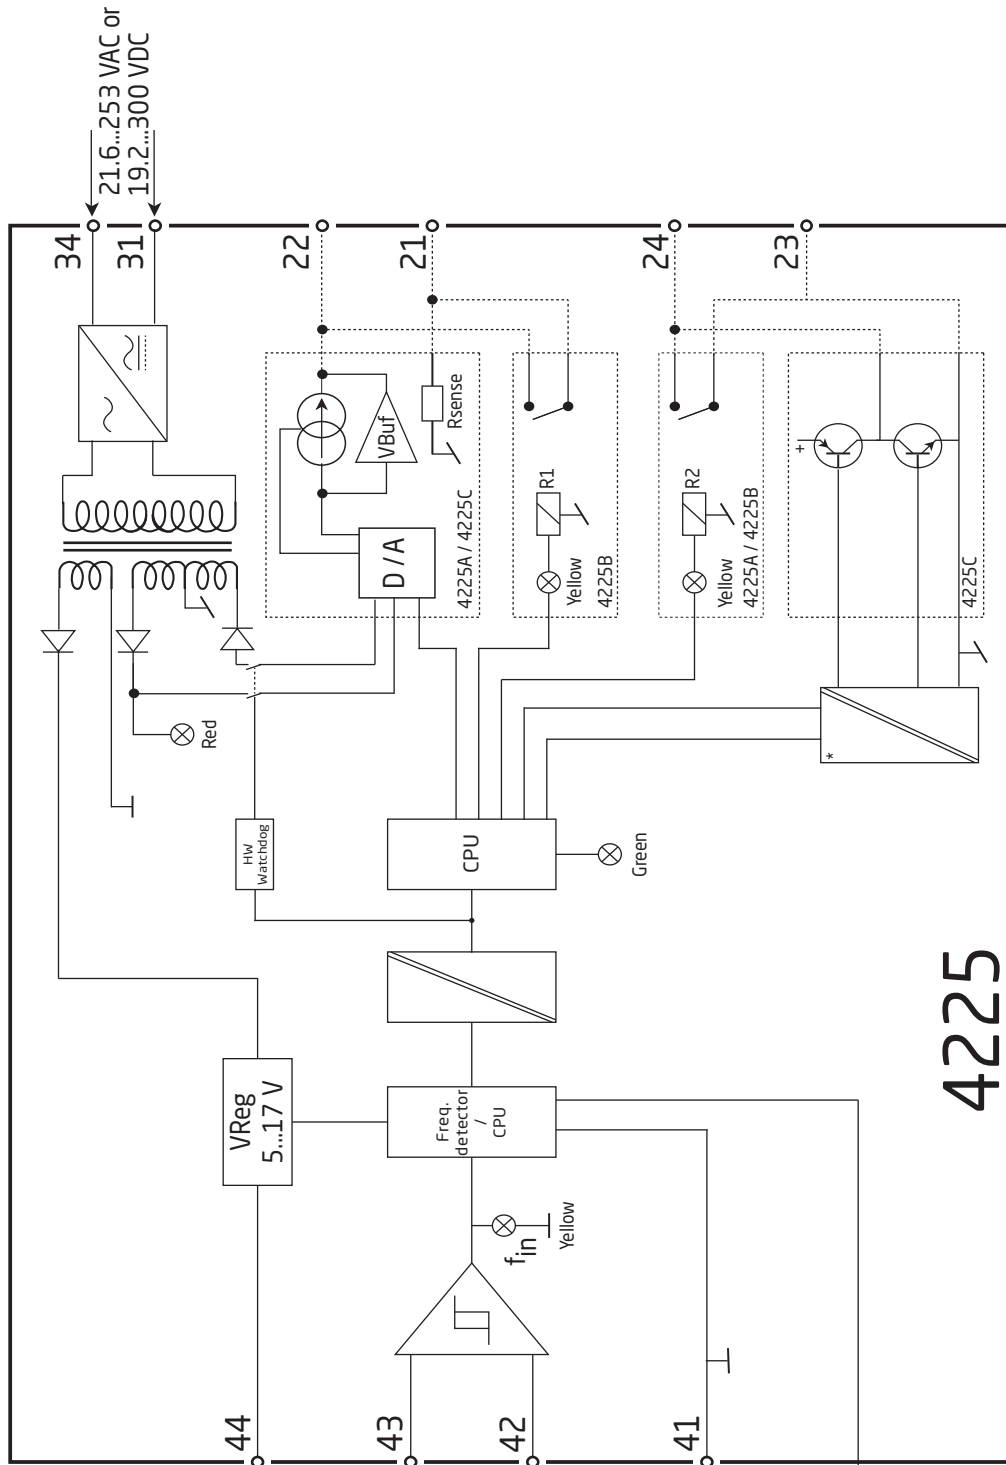 21.6...253 VAC or
19.2...300 VDC
34
31
22
21
24
23
VBuf
Rsense
D / A
4225A / 4225C
R1
Yellow
4225B
R2
Yellow
4225A / 4225B
+
4225C
*
Red
HW
Watchdog
CPU
Green
VReg
5...17 V
Freq.
detector
/
CPU
fin
Yellow
44
43
42
41
4225